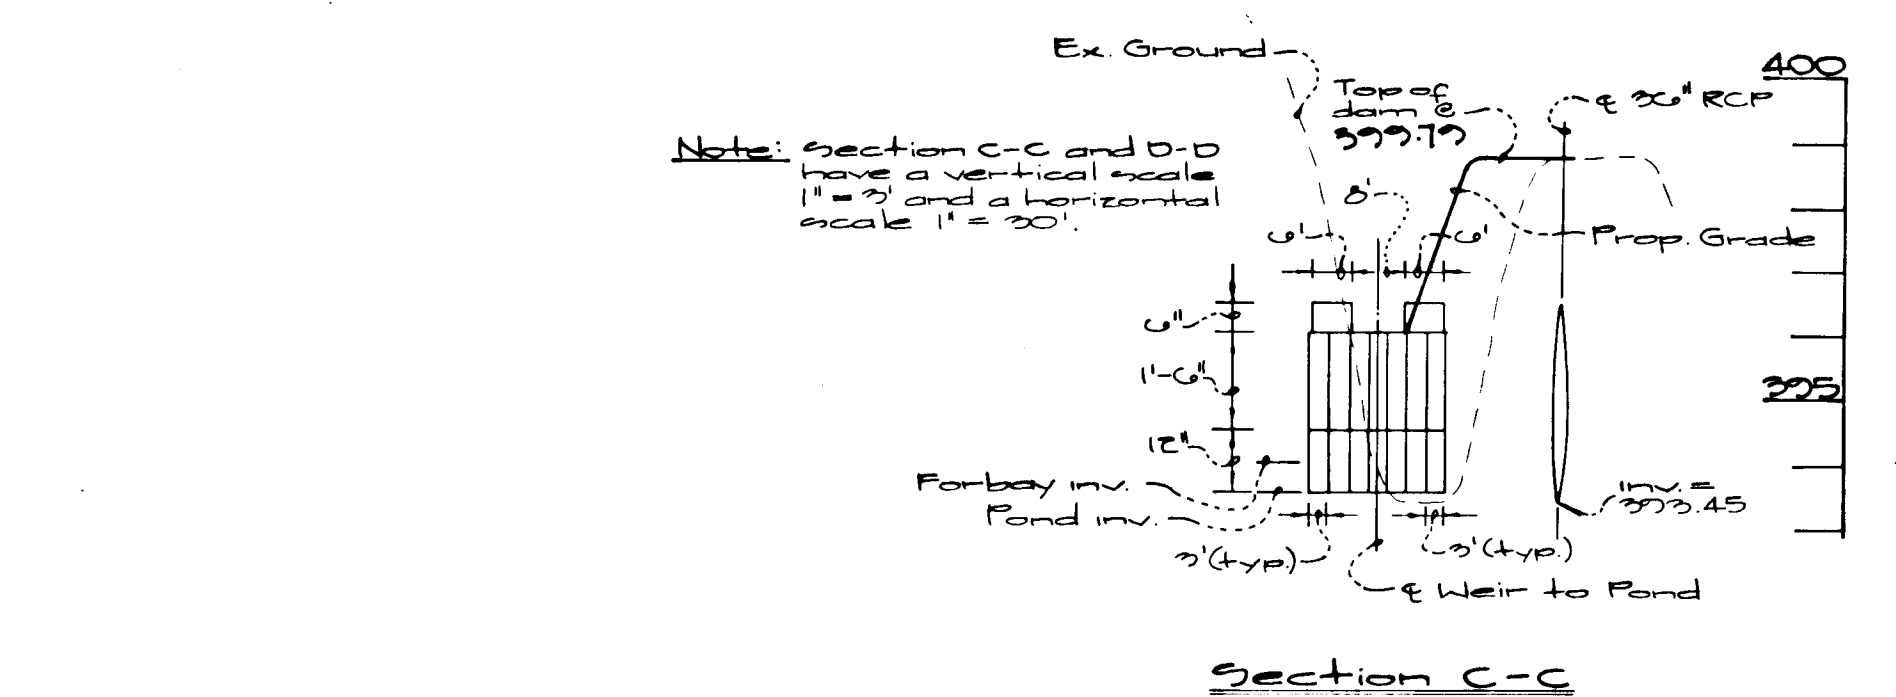 Ex. Ground
400
Top of
dam @
399.79
℄ 36" RCP
Note: Section C-C and D-D
have a vertical scale
1" = 3' and a horizontal
scale 1" = 30'.
8'
6'
6'
Prop. Grade
6"
1'-6"
395
12"
Forbay inv.
Pond inv.
inv. =
393.45
3'(typ.)
3'(typ.)
℄ Weir to Pond
Section C-C